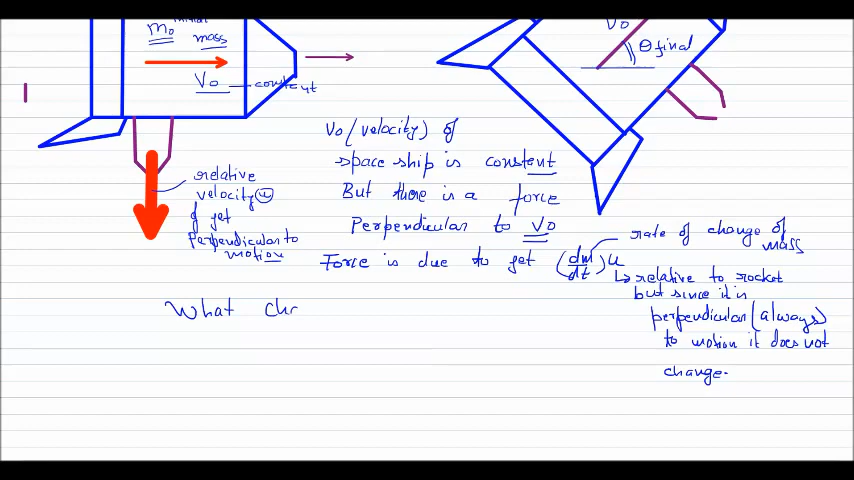 m₀ initial
mass
V₀ — constant
V₀
θ final
relative
velocity u
of jet
perpendicular to
motion
V₀ (velocity) of
space ship is constant
But there is a force
Perpendicular to V₀
Force is due to jet (dm/dt) u
rate of change of
mass
↳ relative to rocket
but since it is
perpendicular (always)
to motion it does not
change.
What cha